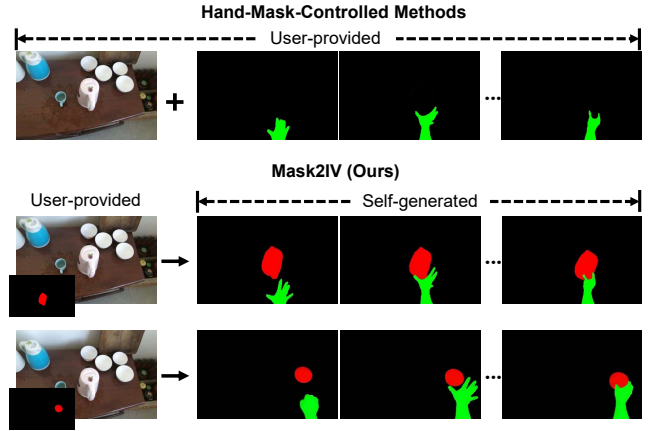 Hand-Mask-Controlled Methods
User-provided
+
...
Mask2IV (Ours)
User-provided
Self-generated
...
...